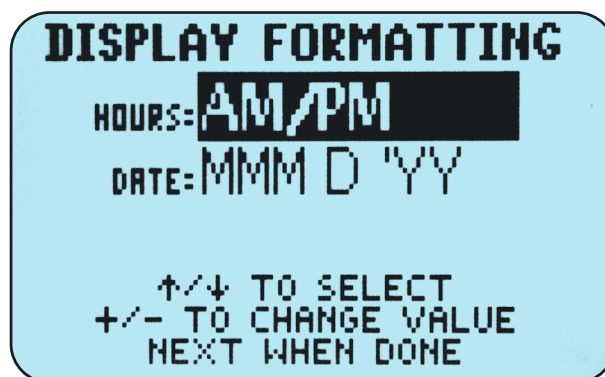 DISPLAY FORMATTING
HOURS:AM/PM
DATE:MMM D 'YY
↑/↓ TO SELECT
+/- TO CHANGE VALUE
NEXT WHEN DONE